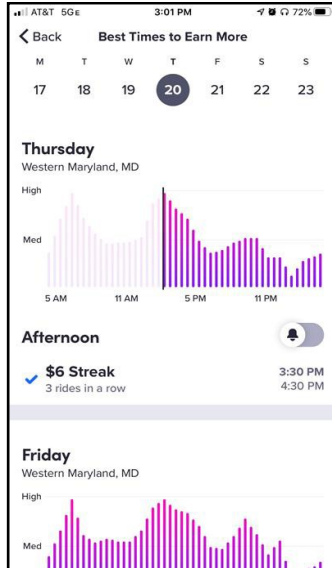 AT&T 5GE 3:01 PM 72%
Back Best Times to Earn More
M T W T F S S
17 18 19 20 21 22 23
Thursday
Western Maryland, MD
High
Med
5 AM 11 AM 5 PM 11 PM
Afternoon
$6 Streak 3:30 PM
3 rides in a row 4:30 PM
Friday
Western Maryland, MD
High
Med